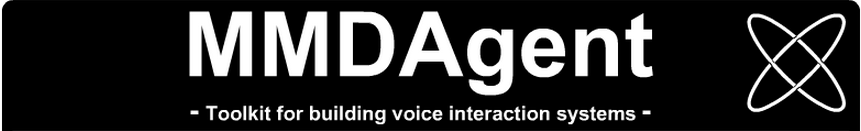 MMDAgent
- Toolkit for building voice interaction systems -